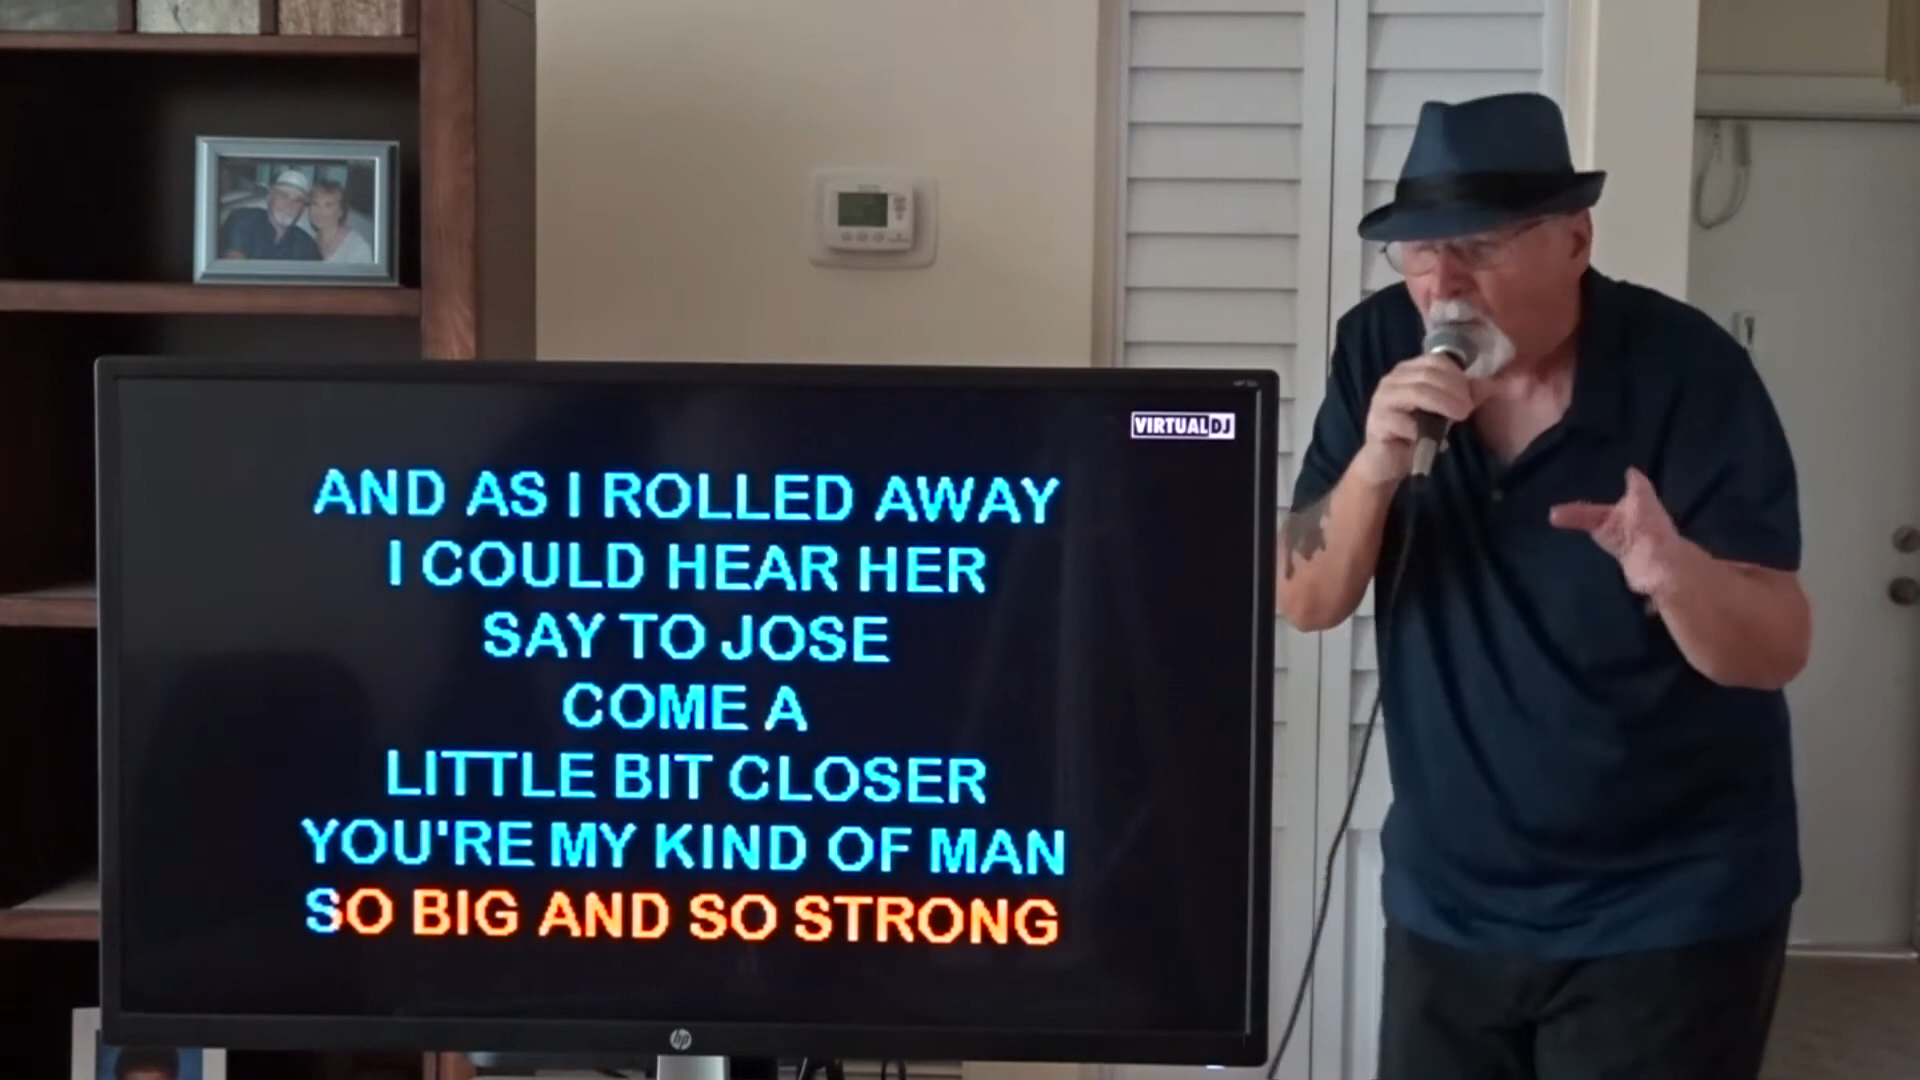 VIRTUALDJ
AND AS I ROLLED AWAY
I COULD HEAR HER
SAY TO JOSE
COME A
LITTLE BIT CLOSER
YOU'RE MY KIND OF MAN
SO BIG AND SO STRONG
hp